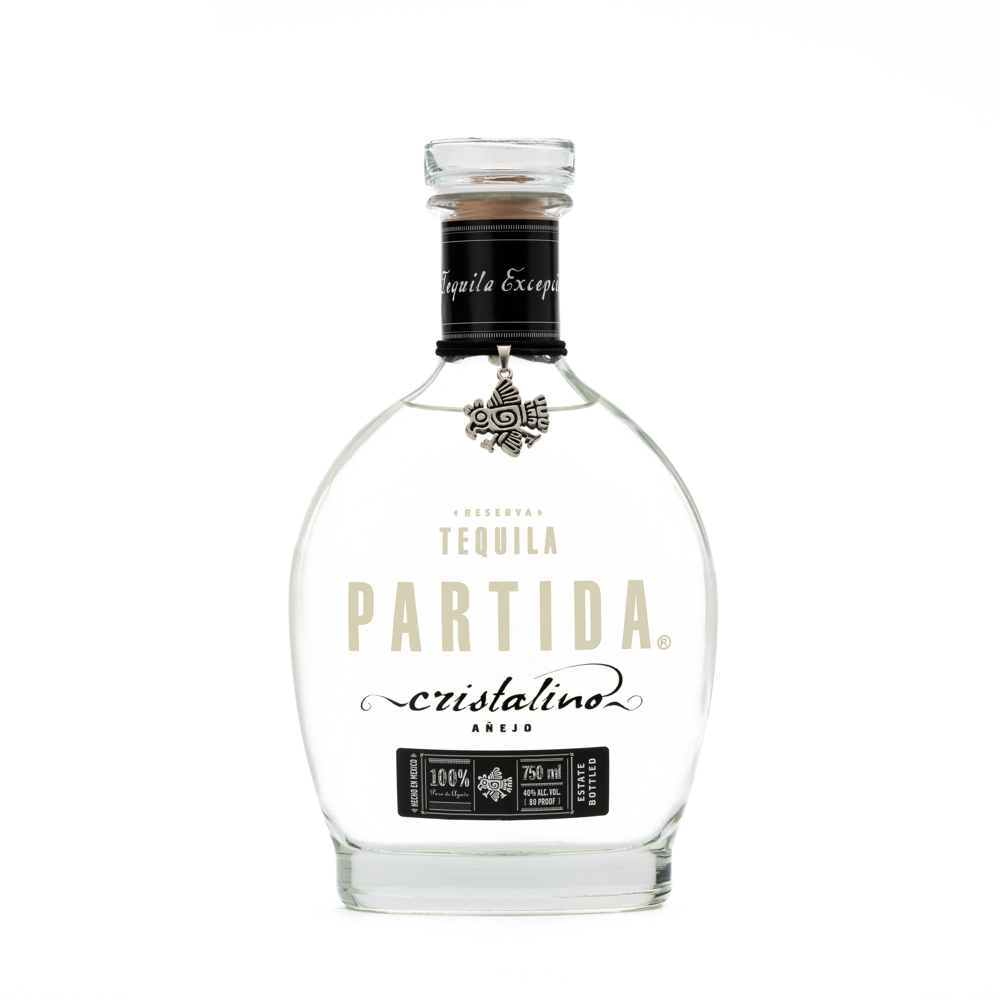 Tequila
RESERVA
TEQUILA
PARTIDA®
cristalino
AÑEJO
HECHO EN MEXICO
100%
Puro de Agave
750 ml
40% ALC. VOL.
{ 80 PROOF }
ESTATE
BOTTLED